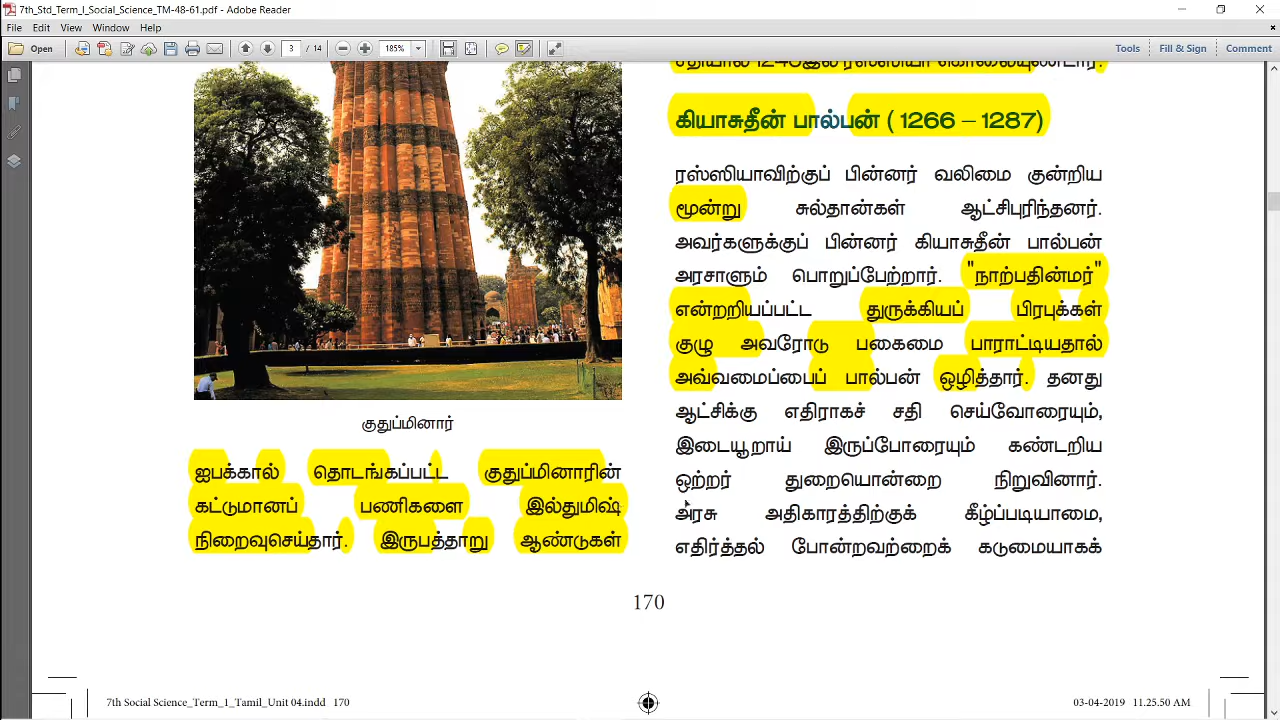 7th_Std_Term_I_Social_Science_TM-48-61.pdf - Adobe Reader
File Edit View Window Help
Open 3 / 14 185% Tools Fill & Sign Comment
குதுப்மினார்
ஐபக்கால் தொடங்கப்பட்ட குதுப்மினாரின்
கட்டுமானப் பணிகளை இல்துமிஷ்
நிறைவுசெய்தார். இருபத்தாறு ஆண்டுகள்
சதியால் 1240இல் ரஸ்ஸியா கொலையுண்டார்.
கியாசுதீன் பால்பன் ( 1266 – 1287)
ரஸ்ஸியாவிற்குப் பின்னர் வலிமை குன்றிய
மூன்று சுல்தான்கள் ஆட்சிபுரிந்தனர்.
அவர்களுக்குப் பின்னர் கியாசுதீன் பால்பன்
அரசாளும் பொறுப்பேற்றார். "நாற்பதின்மர்"
என்றறியப்பட்ட துருக்கியப் பிரபுக்கள்
குழு அவரோடு பகைமை பாராட்டியதால்
அவ்வமைப்பைப் பால்பன் ஒழித்தார். தனது
ஆட்சிக்கு எதிராகச் சதி செய்வோரையும்,
இடையூறாய் இருப்போரையும் கண்டறிய
ஒற்றர் துறையொன்றை நிறுவினார்.
அரசு அதிகாரத்திற்குக் கீழ்ப்படியாமை,
எதிர்த்தல் போன்றவற்றைக் கடுமையாகக்
170
7th Social Science_Term_1_Tamil_Unit 04.indd 170 03-04-2019 11.25.50 AM